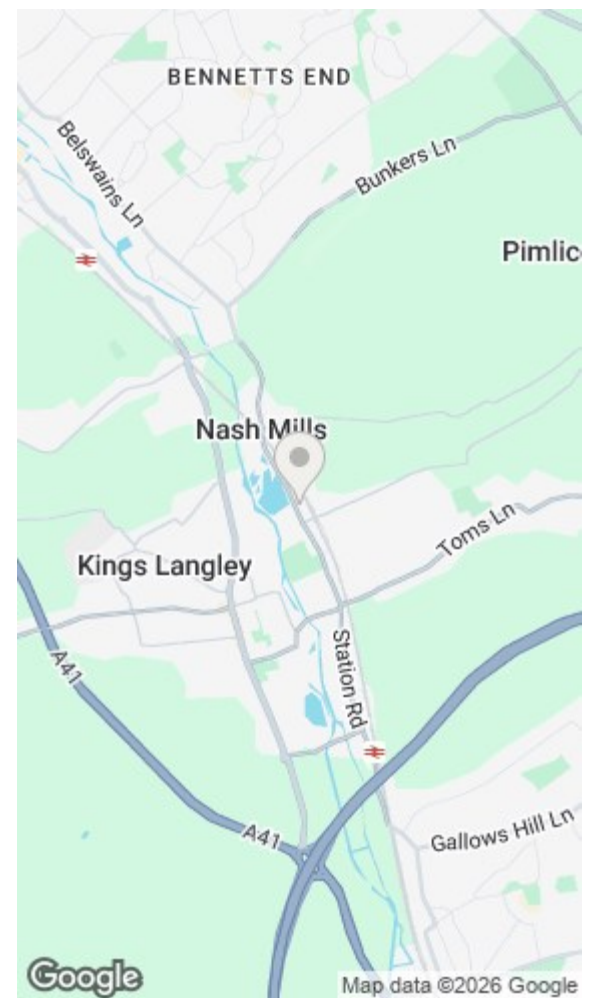 BENNETTS END
Belswains Ln
Bunkers Ln
Pimlic
Nash Mills
Toms Ln
Kings Langley
A41
Station Rd
A41
Gallows Hill Ln
Google
Map data ©2026 Google